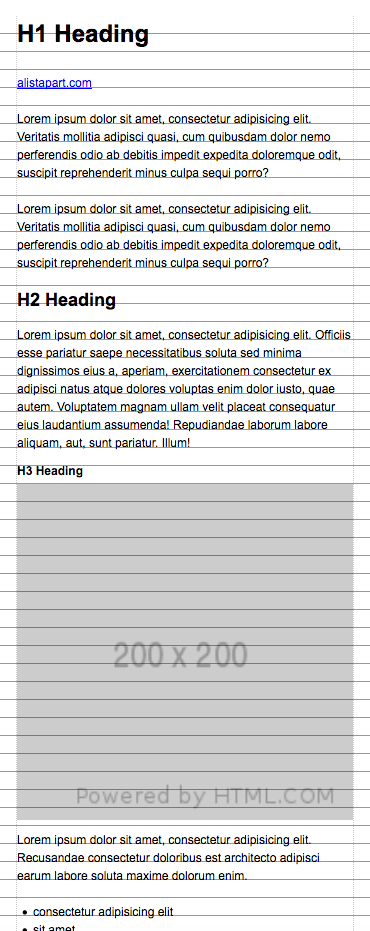 H1 Heading
alistapart.com
Lorem ipsum dolor sit amet, consectetur adipisicing elit.
Veritatis mollitia adipisci quasi, cum quibusdam dolor nemo
perferendis odio ab debitis impedit expedita doloremque odit,
suscipit reprehenderit minus culpa sequi porro?
Lorem ipsum dolor sit amet, consectetur adipisicing elit.
Veritatis mollitia adipisci quasi, cum quibusdam dolor nemo
perferendis odio ab debitis impedit expedita doloremque odit,
suscipit reprehenderit minus culpa sequi porro?
H2 Heading
Lorem ipsum dolor sit amet, consectetur adipisicing elit. Officiis
esse pariatur saepe necessitatibus soluta sed minima
dignissimos eius a, aperiam, exercitationem consectetur ex
adipisci natus atque dolores voluptas enim dolor iusto, quae
autem. Voluptatem magnam ullam velit placeat consequatur
eius laudantium assumenda! Repudiandae laborum labore
aliquam, aut, sunt pariatur. Illum!
H3 Heading
200 x 200
Powered by HTML.COM
Lorem ipsum dolor sit amet, consectetur adipisicing elit.
Recusandae consectetur doloribus est architecto adipisci
earum labore soluta maxime dolorum enim.
• consectetur adipisicing elit
• sit amet